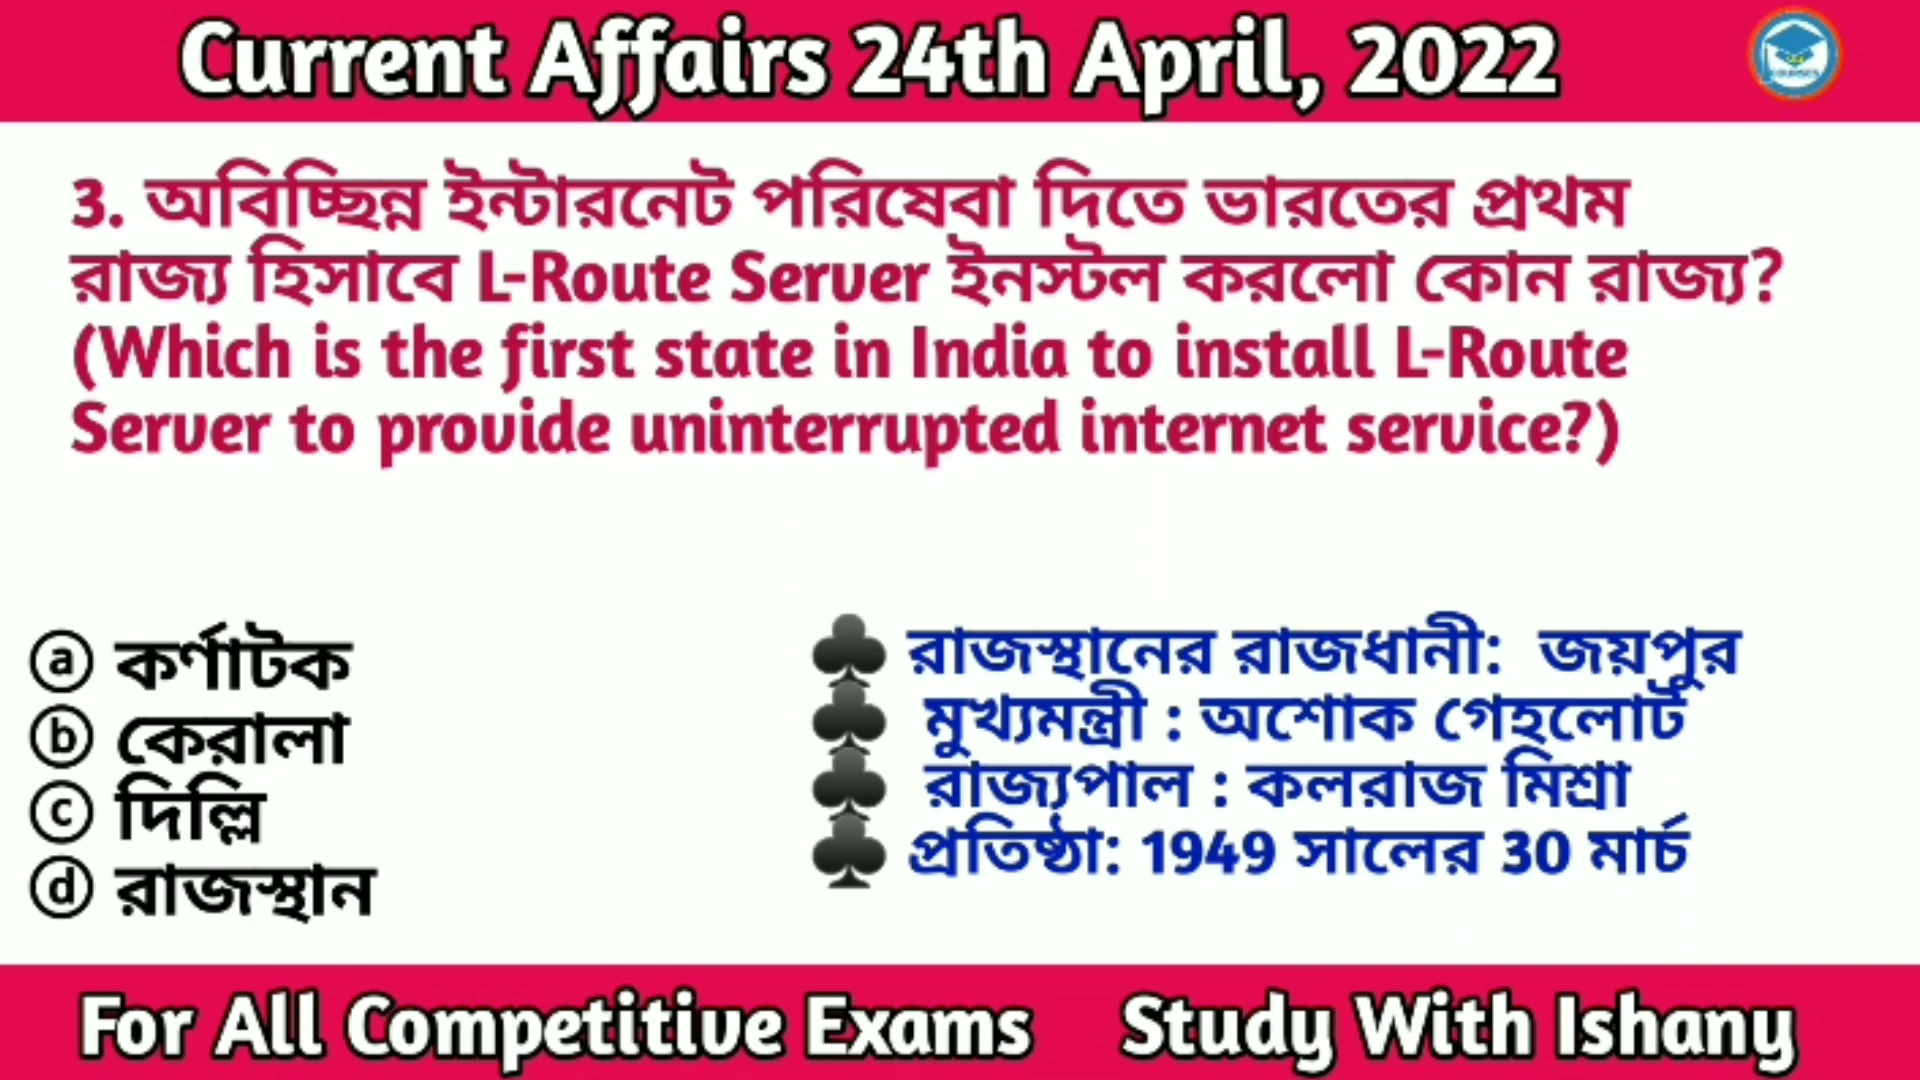 Current Affairs 24th April, 2022
COURSES
3. অবিচ্ছিন্ন ইন্টারনেট পরিষেবা দিতে ভারতের প্রথম
রাজ্য হিসাবে L-Route Server ইনস্টল করলো কোন রাজ্য?
(Which is the first state in India to install L-Route
Server to provide uninterrupted internet service?)
ⓐ কর্ণাটক
ⓑ কেরালা
ⓒ দিল্লি
ⓓ রাজস্থান
♣ রাজস্থানের রাজধানী: জয়পুর
♣ মুখ্যমন্ত্রী : অশোক গেহলোট
♣ রাজ্যপাল : কলরাজ মিশ্রা
♣ প্রতিষ্ঠা: 1949 সালের 30 মার্চ
For All Competitive Exams Study With Ishany